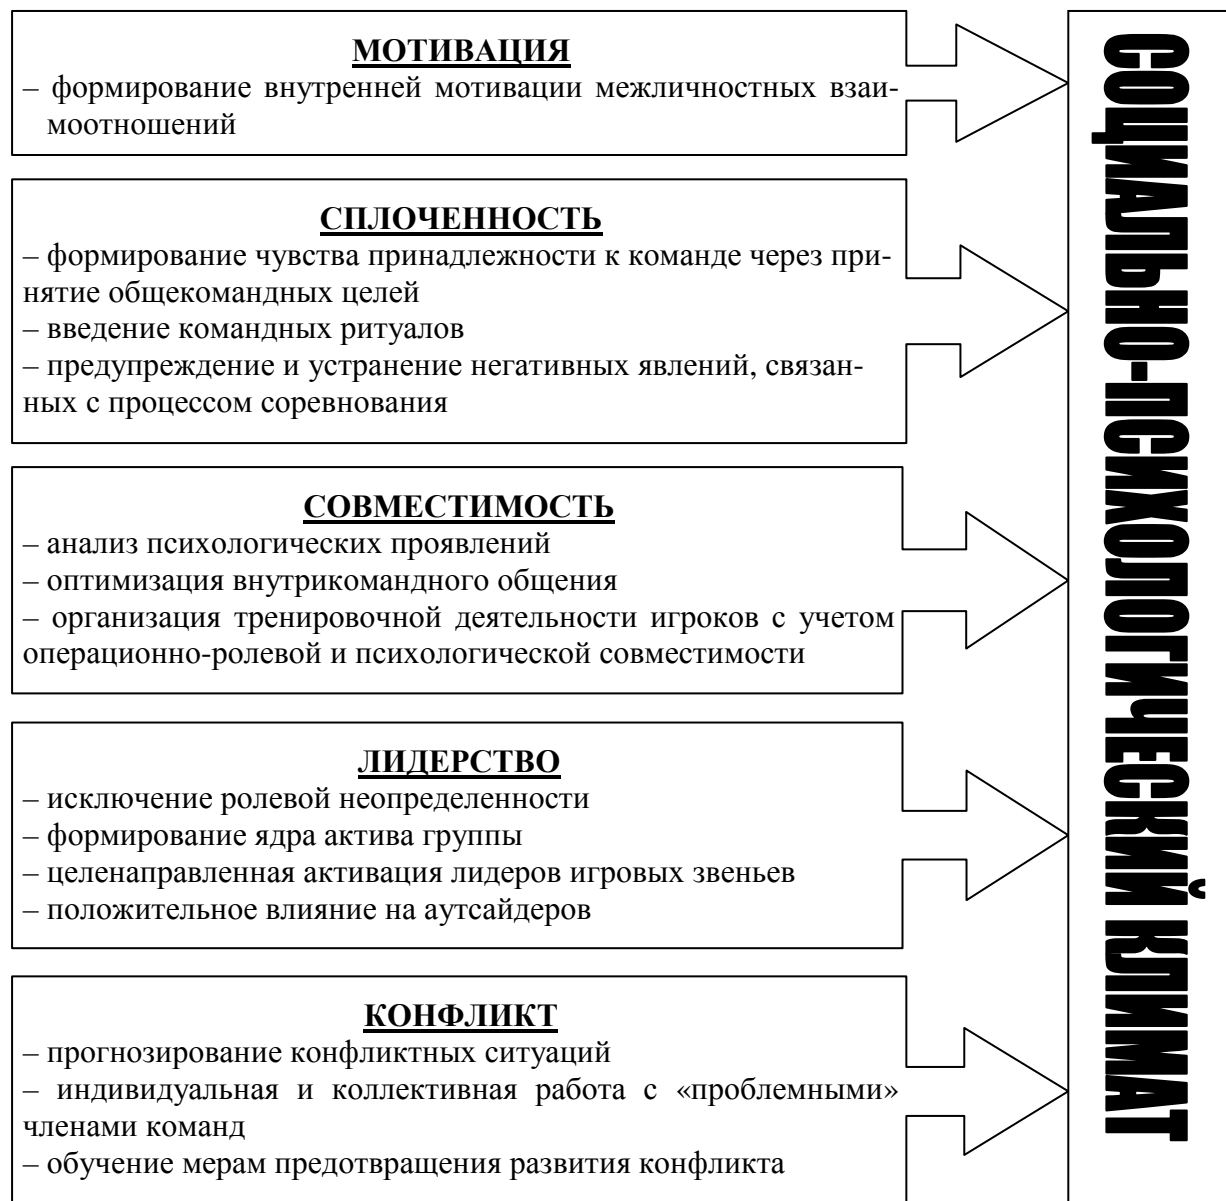 МОТИВАЦИЯ
– формирование внутренней мотивации межличностных взаи-
моотношений
СПЛОЧЕННОСТЬ
– формирование чувства принадлежности к команде через при-
нятие общекомандных целей
– введение командных ритуалов
– предупреждение и устранение негативных явлений, связан-
ных с процессом соревнования
СОВМЕСТИМОСТЬ
– анализ психологических проявлений
– оптимизация внутрикомандного общения
– организация тренировочной деятельности игроков с учетом
операционно-ролевой и психологической совместимости
ЛИДЕРСТВО
– исключение ролевой неопределенности
– формирование ядра актива группы
– целенаправленная активация лидеров игровых звеньев
– положительное влияние на аутсайдеров
КОНФЛИКТ
– прогнозирование конфликтных ситуаций
– индивидуальная и коллективная работа с «проблемными»
членами команд
– обучение мерам предотвращения развития конфликта
СОЦИАЛЬНО-ПСИХОЛОГИЧЕСКИЙ КЛИМАТ